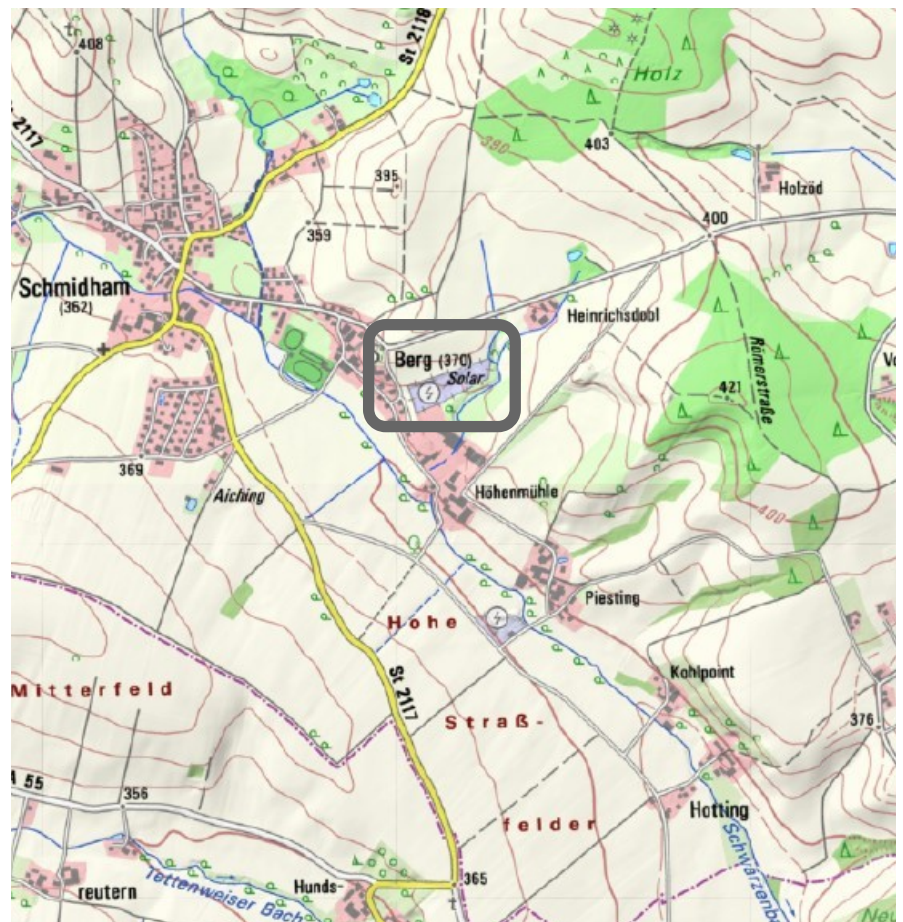 408
St 2118
Holz
St 2117
403
380
395
Holzöd
359
400
Schmidham
(362)
Heinrichsdobl
Berg (370)
Solar
Römerstraße
421
369
Aiching
Höhenmühle
400
Piesting
Hohe
Mitterfeld
St 2117
Kohlpoint
Straß-
376
A 55
356
Hotting
felder
Schwarzenba
reutern
Tettenweiser Bach
Hunds-
365